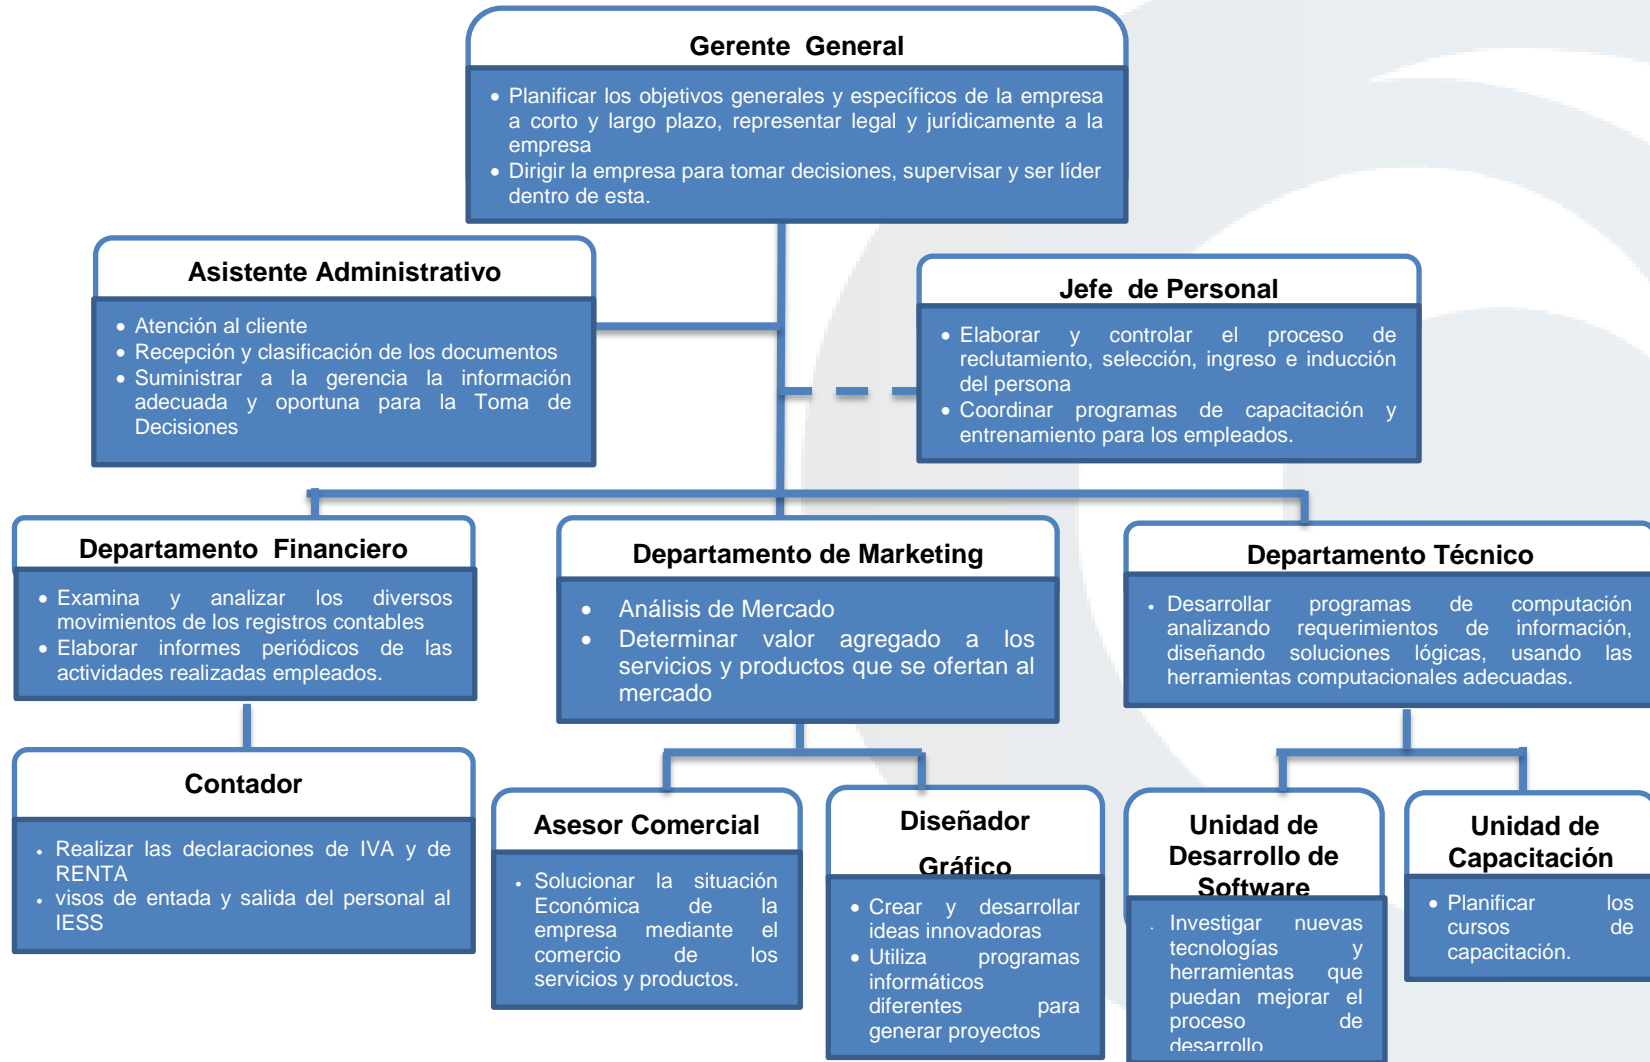 Gerente General
• Planificar los objetivos generales y específicos de la empresa
a corto y largo plazo, representar legal y jurídicamente a la
empresa
• Dirigir la empresa para tomar decisiones, supervisar y ser líder
dentro de esta.
Asistente Administrativo
• Atención al cliente
• Recepción y clasificación de los documentos
• Suministrar a la gerencia la información
adecuada y oportuna para la Toma de
Decisiones
Jefe de Personal
• Elaborar y controlar el proceso de
reclutamiento, selección, ingreso e inducción
del persona
• Coordinar programas de capacitación y
entrenamiento para los empleados.
Departamento Financiero
• Examina y analizar los diversos
movimientos de los registros contables
• Elaborar informes periódicos de las
actividades realizadas empleados.
Departamento de Marketing
• Análisis de Mercado
• Determinar valor agregado a los
servicios y productos que se ofertan al
mercado
Departamento Técnico
• Desarrollar programas de computación
analizando requerimientos de información,
diseñando soluciones lógicas, usando las
herramientas computacionales adecuadas.
Contador
• Realizar las declaraciones de IVA y de
RENTA
• visos de entada y salida del personal al
IESS
Asesor Comercial
• Solucionar la situación
Económica de la
empresa mediante el
comercio de los
servicios y productos.
Diseñador
Gráfico
• Crear y desarrollar
ideas innovadoras
• Utiliza programas
informáticos
diferentes para
generar proyectos
Unidad de
Desarrollo de
Software
. Investigar nuevas
tecnologías y
herramientas que
puedan mejorar el
proceso de
desarrollo
Unidad de
Capacitación
• Planificar los
cursos de
capacitación.